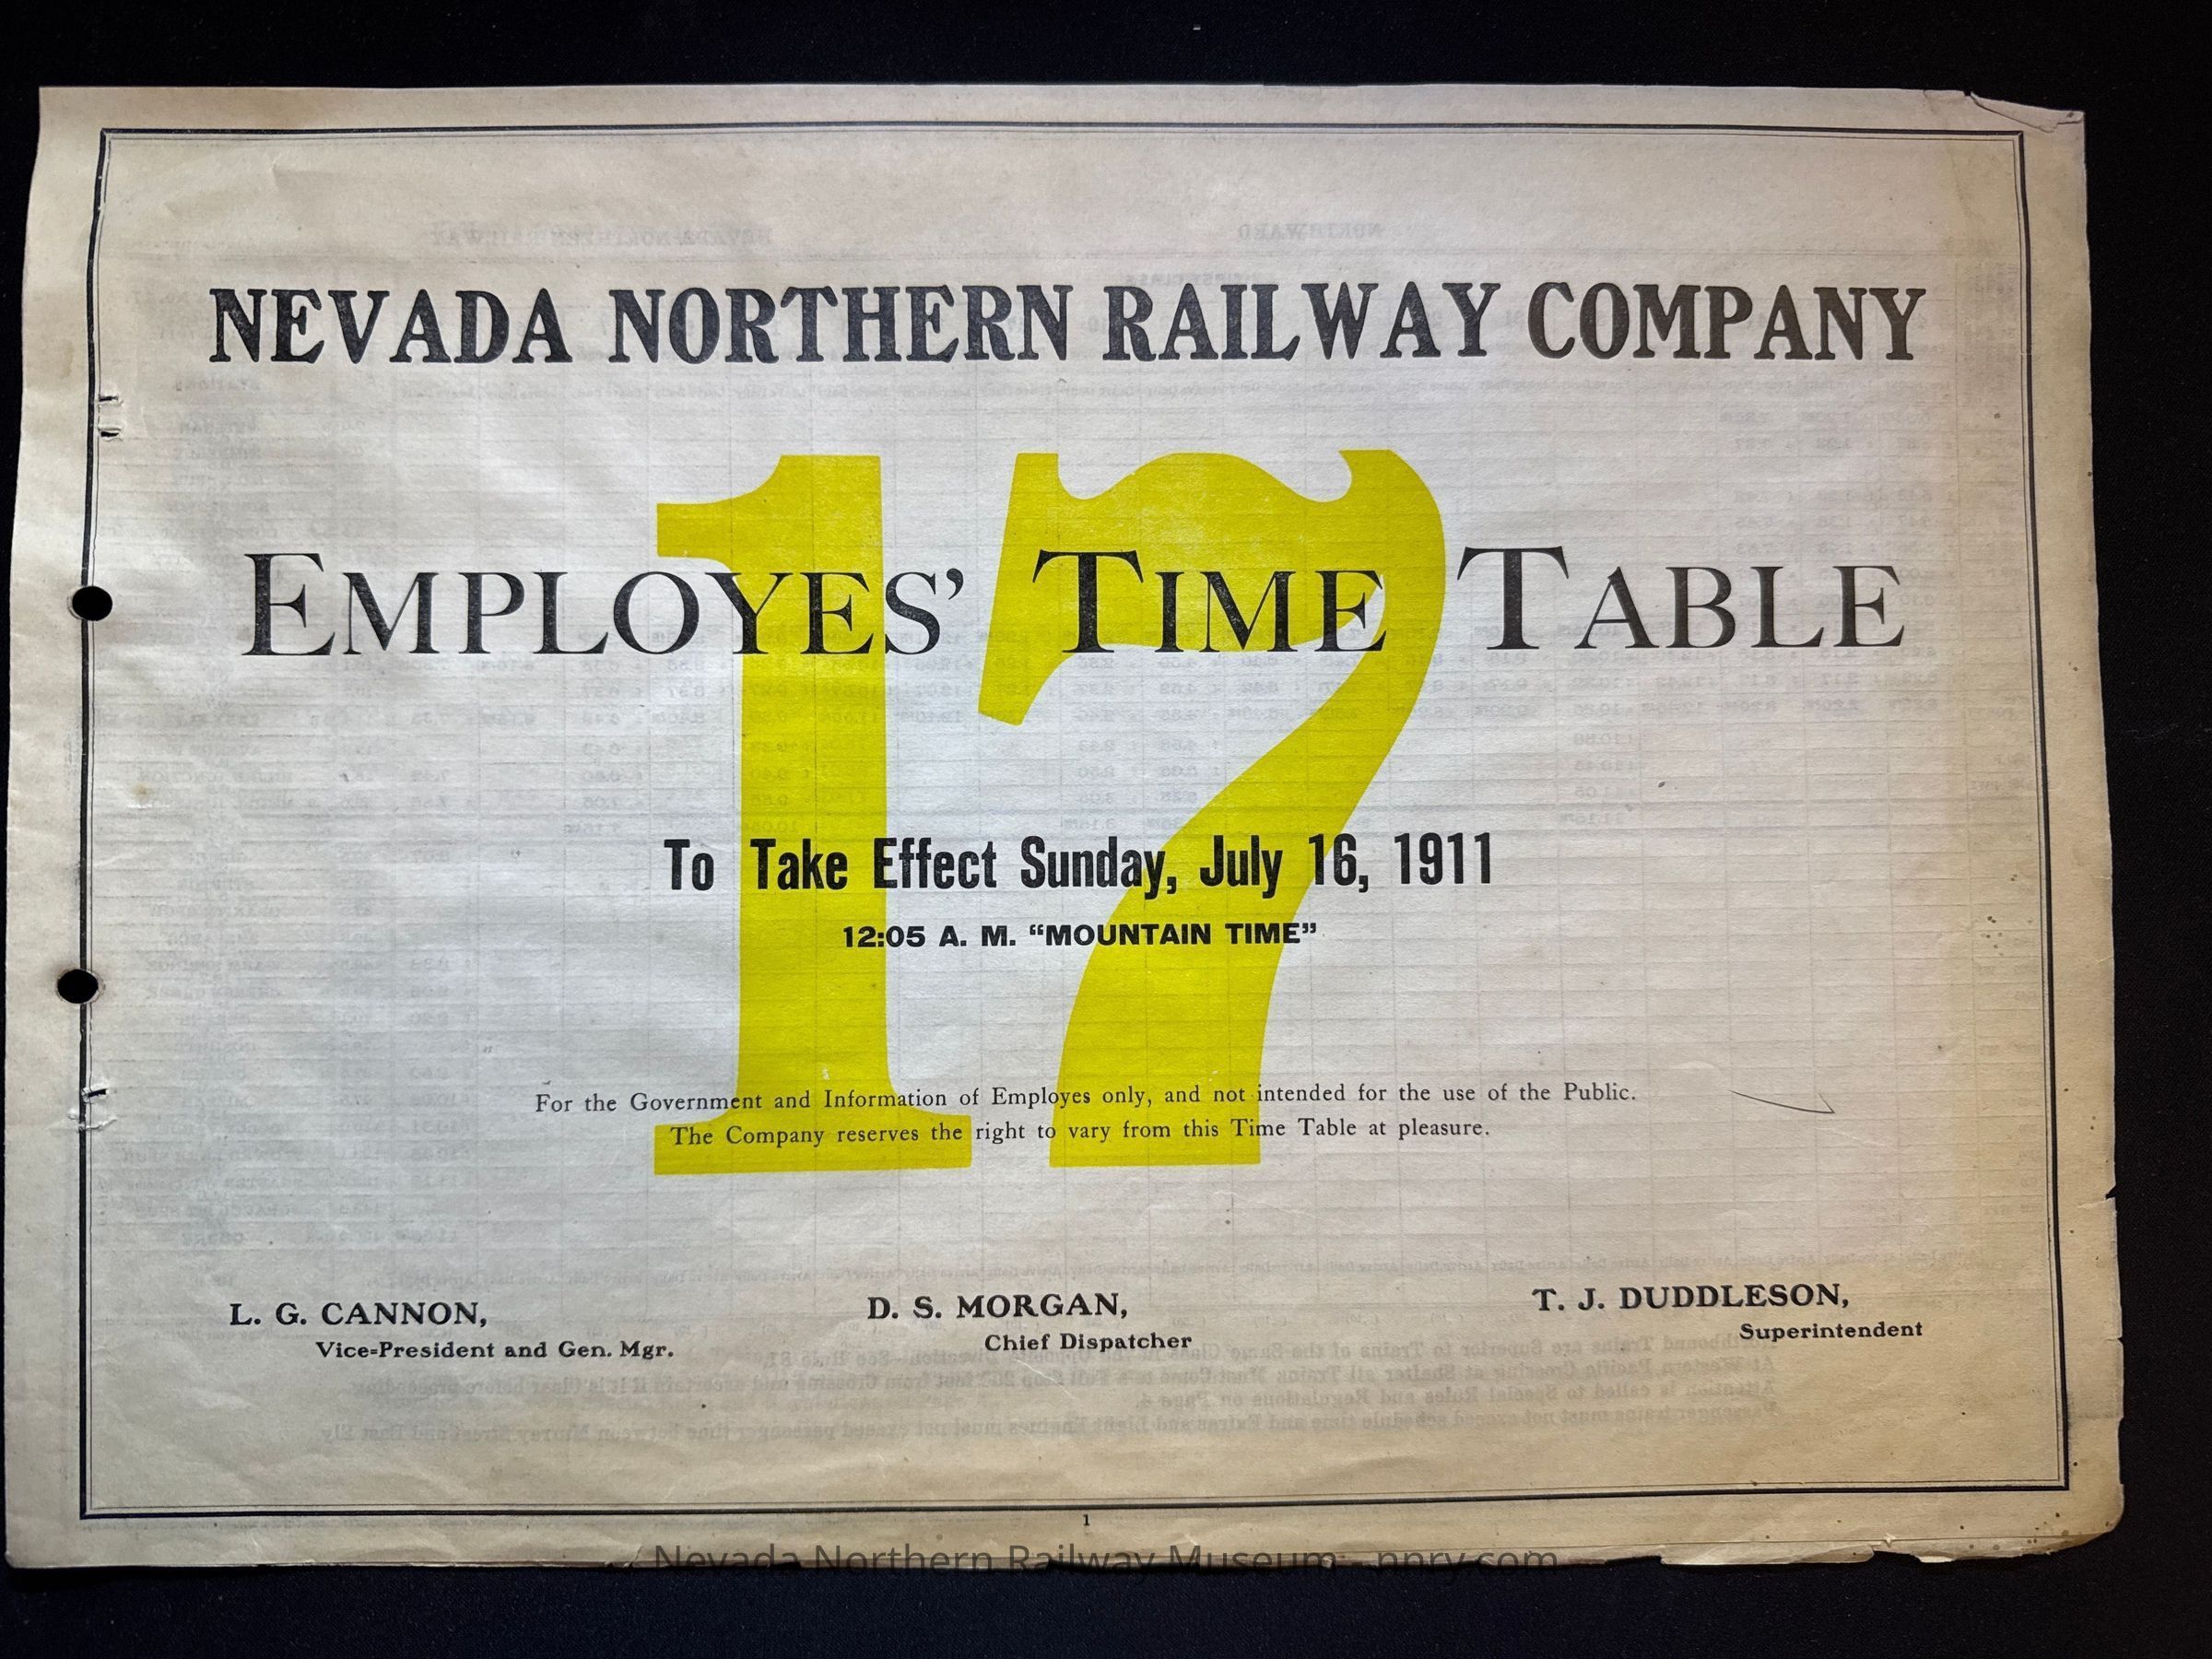 NEVADA NORTHERN RAILWAY COMPANY
17
EMPLOYES' TIME TABLE
To Take Effect Sunday, July 16, 1911
12:05 A. M. “MOUNTAIN TIME”
For the Government and Information of Employes only, and not intended for the use of the Public.
The Company reserves the right to vary from this Time Table at pleasure.
L. G. CANNON,
Vice-President and Gen. Mgr.
D. S. MORGAN,
Chief Dispatcher
T. J. DUDDLESON,
Superintendent
1
Nevada Northern Railway Museum - nnry.com